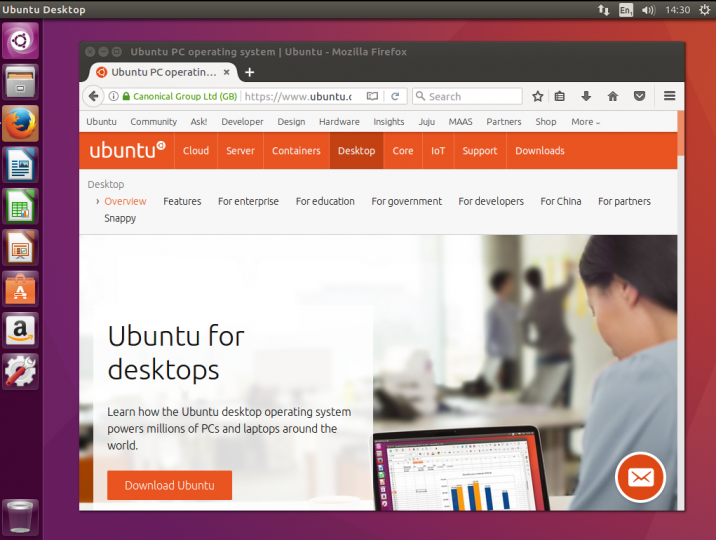 Ubuntu Desktop
En
14:30
Ubuntu PC operating system | Ubuntu - Mozilla Firefox
Ubuntu PC operatin... × +
Canonical Group Ltd (GB) https://www.ubuntu.c Search
Ubuntu Community Ask! Developer Design Hardware Insights Juju MAAS Partners Shop More
ubuntu Cloud Server Containers Desktop Core IoT Support Downloads
Desktop
› Overview Features For enterprise For education For government For developers For China For partners
Snappy
Ubuntu for
desktops
Learn how the Ubuntu desktop operating system
powers millions of PCs and laptops around the
world.
Download Ubuntu